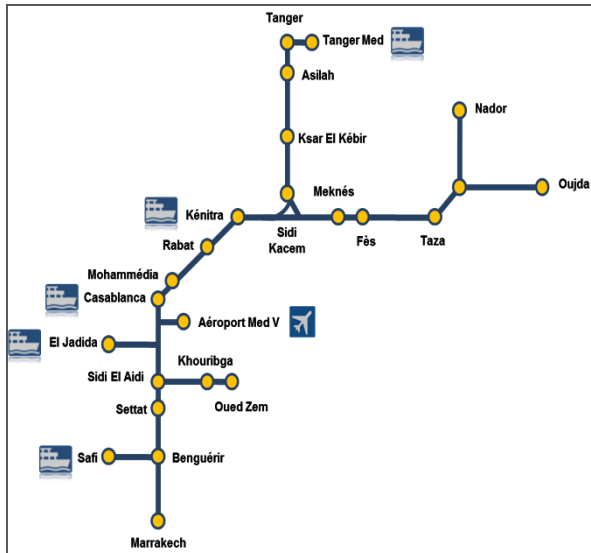 Tanger
Tanger Med
Asilah
Nador
Ksar El Kébir
Meknés
Oujda
Kénitra
Sidi
Kacem
Fès
Taza
Rabat
Mohammédia
Casablanca
Aéroport Med V
El Jadida
Khouribga
Sidi El Aidi
Oued Zem
Settat
Safi
Benguérir
Marrakech